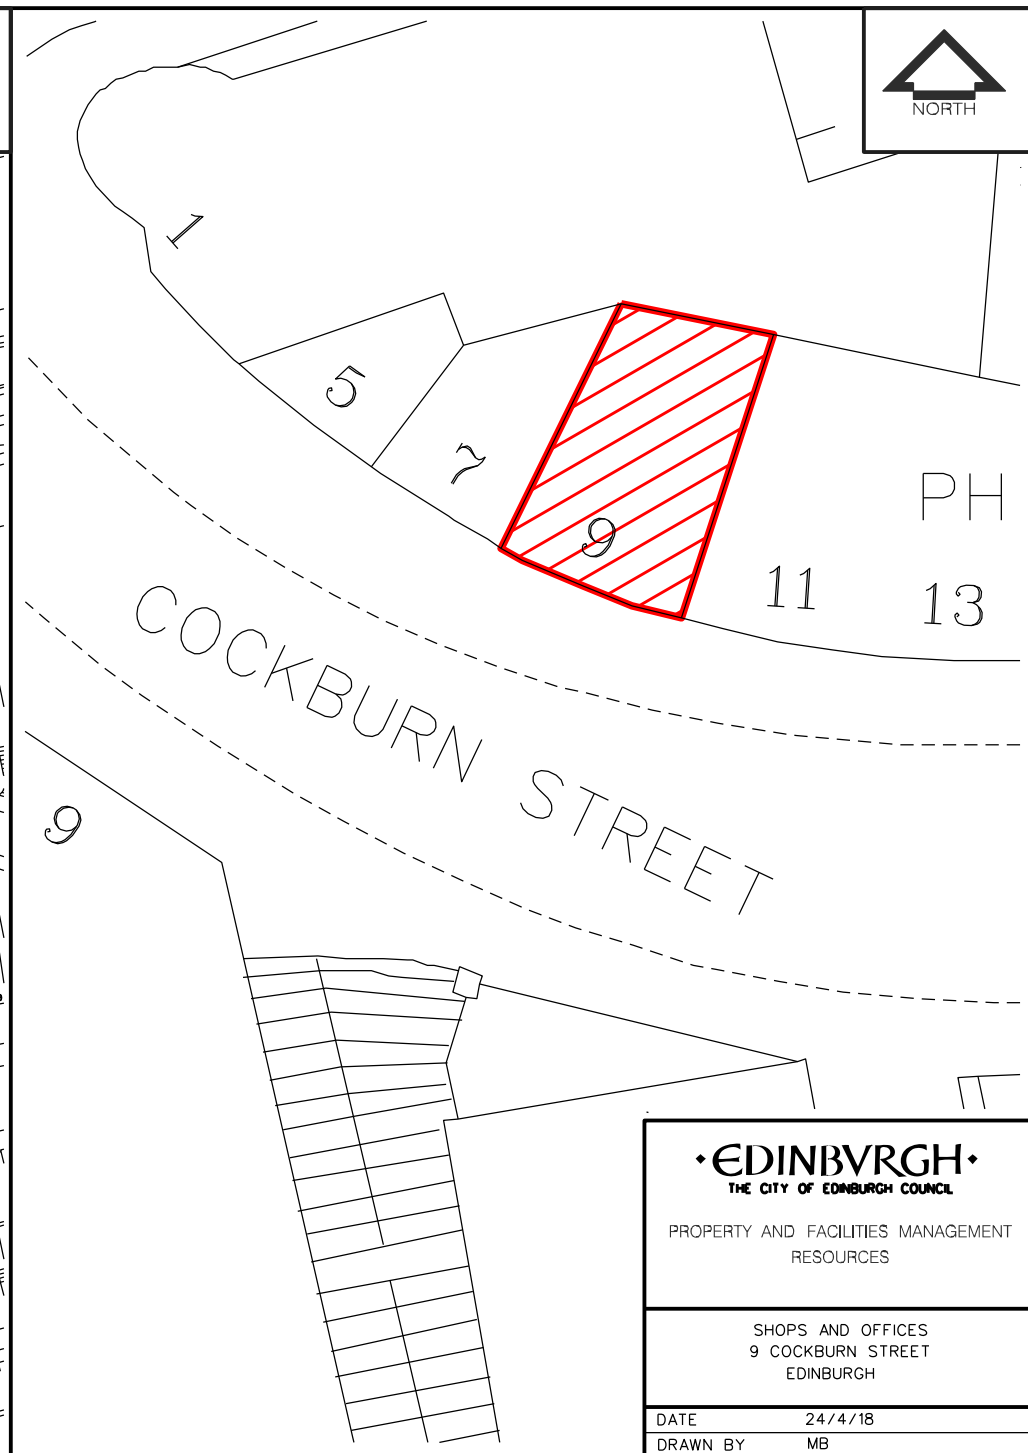 NORTH
1
5
7
9
PH
11
13
COCKBURN STREET
9
EDINBVRGH
THE CITY OF EDINBURGH COUNCIL
PROPERTY AND FACILITIES MANAGEMENT
RESOURCES
SHOPS AND OFFICES
9 COCKBURN STREET
EDINBURGH
DATE 24/4/18
DRAWN BY MB